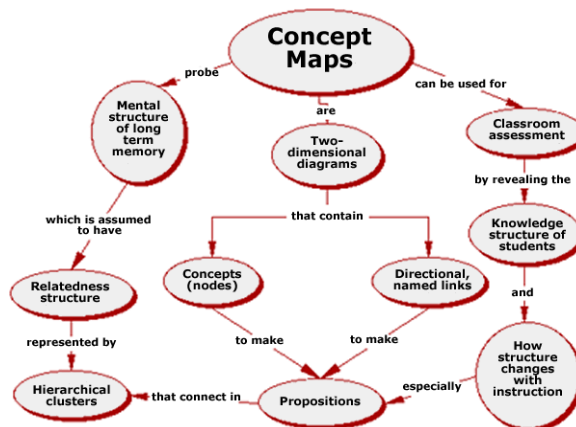 Concept
Maps
probe
are
can be used for
Mental
structure
of long
term
memory
Two-
dimensional
diagrams
Classroom
assessment
which is assumed
to have
that contain
by revealing the
Knowledge
structure of
students
Relatedness
structure
Concepts
(nodes)
Directional,
named links
and
represented by
to make
to make
How
structure
changes
with
instruction
Hierarchical
clusters
that connect in
Propositions
especially